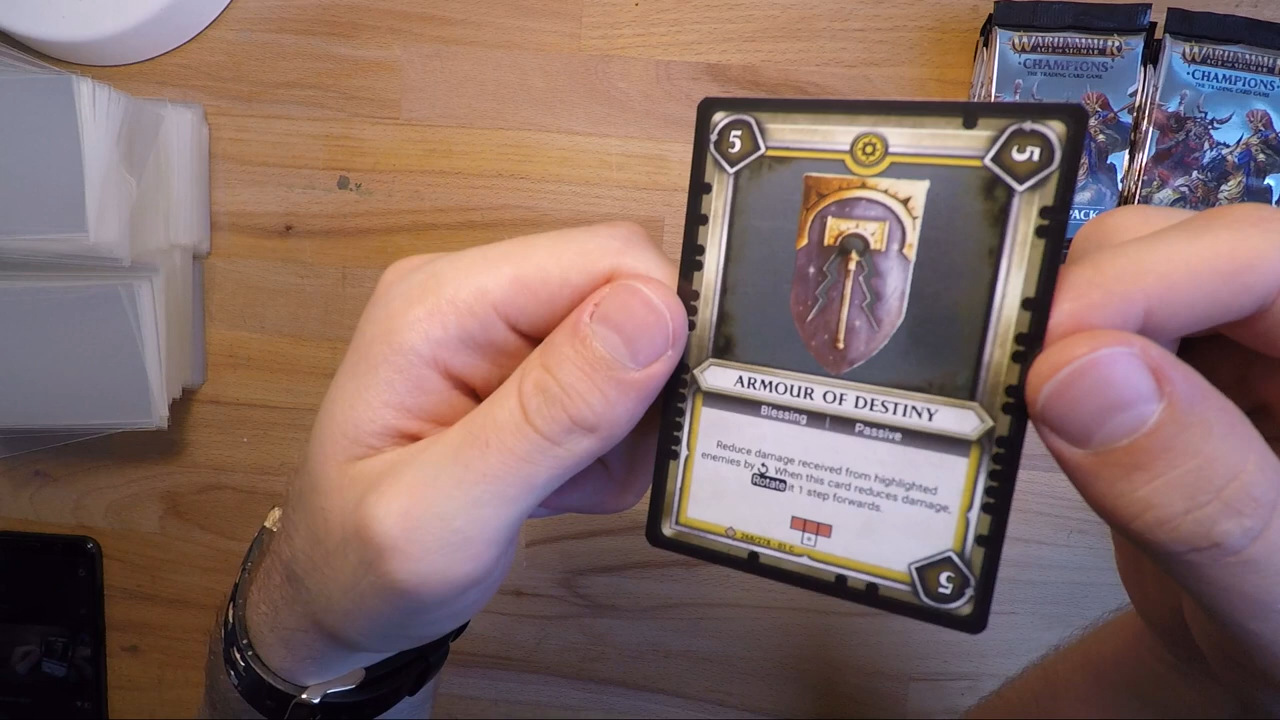 WARHAMMER
AGE OF SIGMAR
CHAMPIONS
THE TRADING CARD GAME
PACK
WARHAMMER
AGE OF SIGMAR
CHAMPIONS
THE TRADING CARD GAME
5
5
ARMOUR OF DESTINY
Blessing | Passive
Reduce damage received from highlighted
enemies by . When this card reduces damage,
Rotate it 1 step forwards.
5